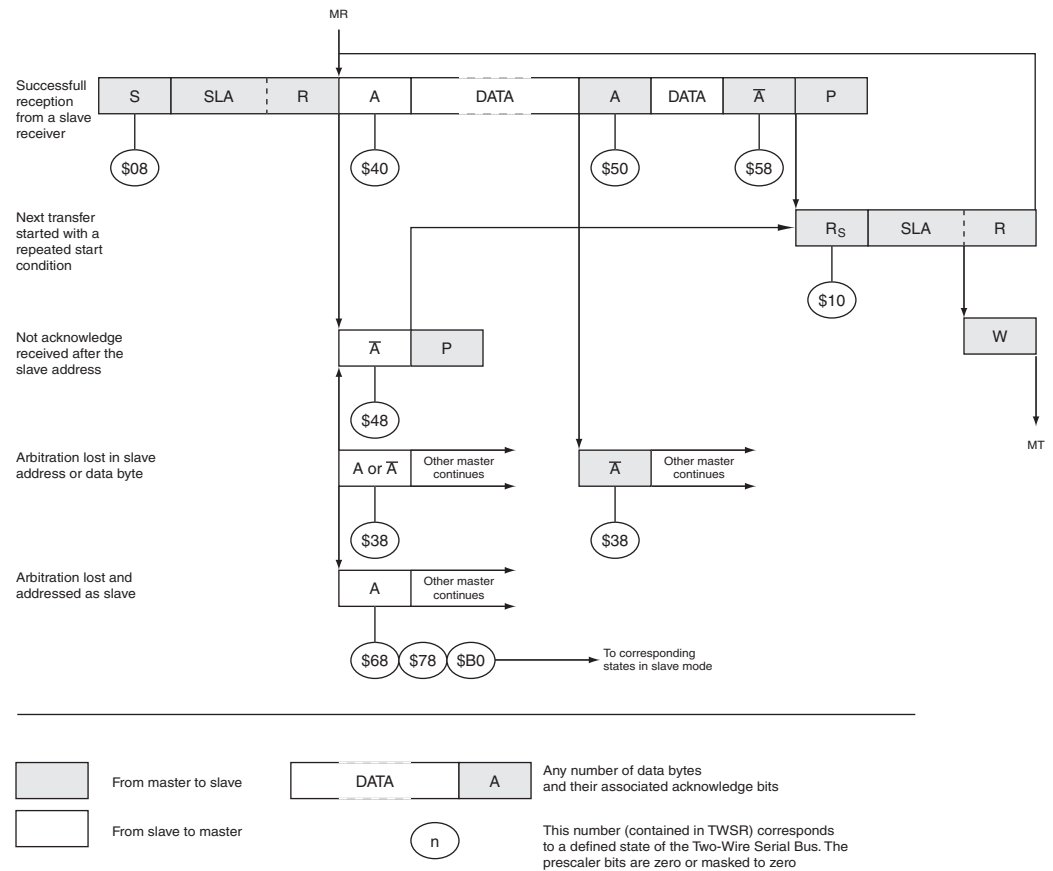 MR
Successfull
reception
from a slave
receiver
S SLA R A DATA A DATA A̅ P
$08 $40 $50 $58
Next transfer
started with a
repeated start
condition
RS SLA R
$10
Not acknowledge
received after the
slave address
A̅ P
W
$48
MT
Arbitration lost in slave
address or data byte
A or A̅
Other master
continues
A̅
Other master
continues
$38 $38
Arbitration lost and
addressed as slave
A
Other master
continues
$68 $78 $B0
To corresponding
states in slave mode
From master to slave
DATA A
Any number of data bytes
and their associated acknowledge bits
From slave to master
n
This number (contained in TWSR) corresponds
to a defined state of the Two-Wire Serial Bus. The
prescaler bits are zero or masked to zero